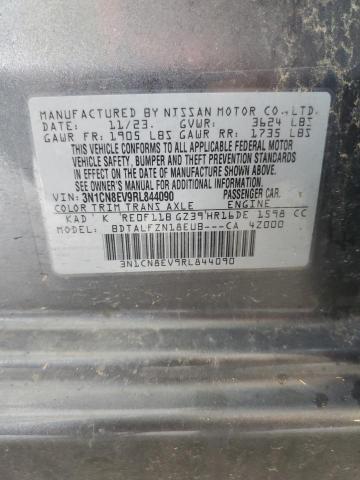 MANUFACTURED BY NISSAN MOTOR CO., LTD.
DATE: 11/23. GVWR: 3624 LBS
GAWR FR: 1905 LBS GAWR RR: 1735 LBS
THIS VEHICLE CONFORMS TO ALL APPLICABLE FEDERAL MOTOR
VEHICLE SAFETY, BUMPER AND THEFT PREVENTION STANDARDS
IN EFFECT ON THE DATE OF MANUFACTURE SHOWN ABOVE.
SEE OWNER'S MANUAL FOR FURTHER INFORMATION.
VIN: 3N1CN8EV9RL844090 PASSENGER CAR.
COLOR TRIM TRANS AXLE ENGINE
KAD K RE0F11B GZ39 HR16DE 1598 CC
MODEL: BDTALFZN18EUB---CA 4Z000
3N1CN8EV9RL844090